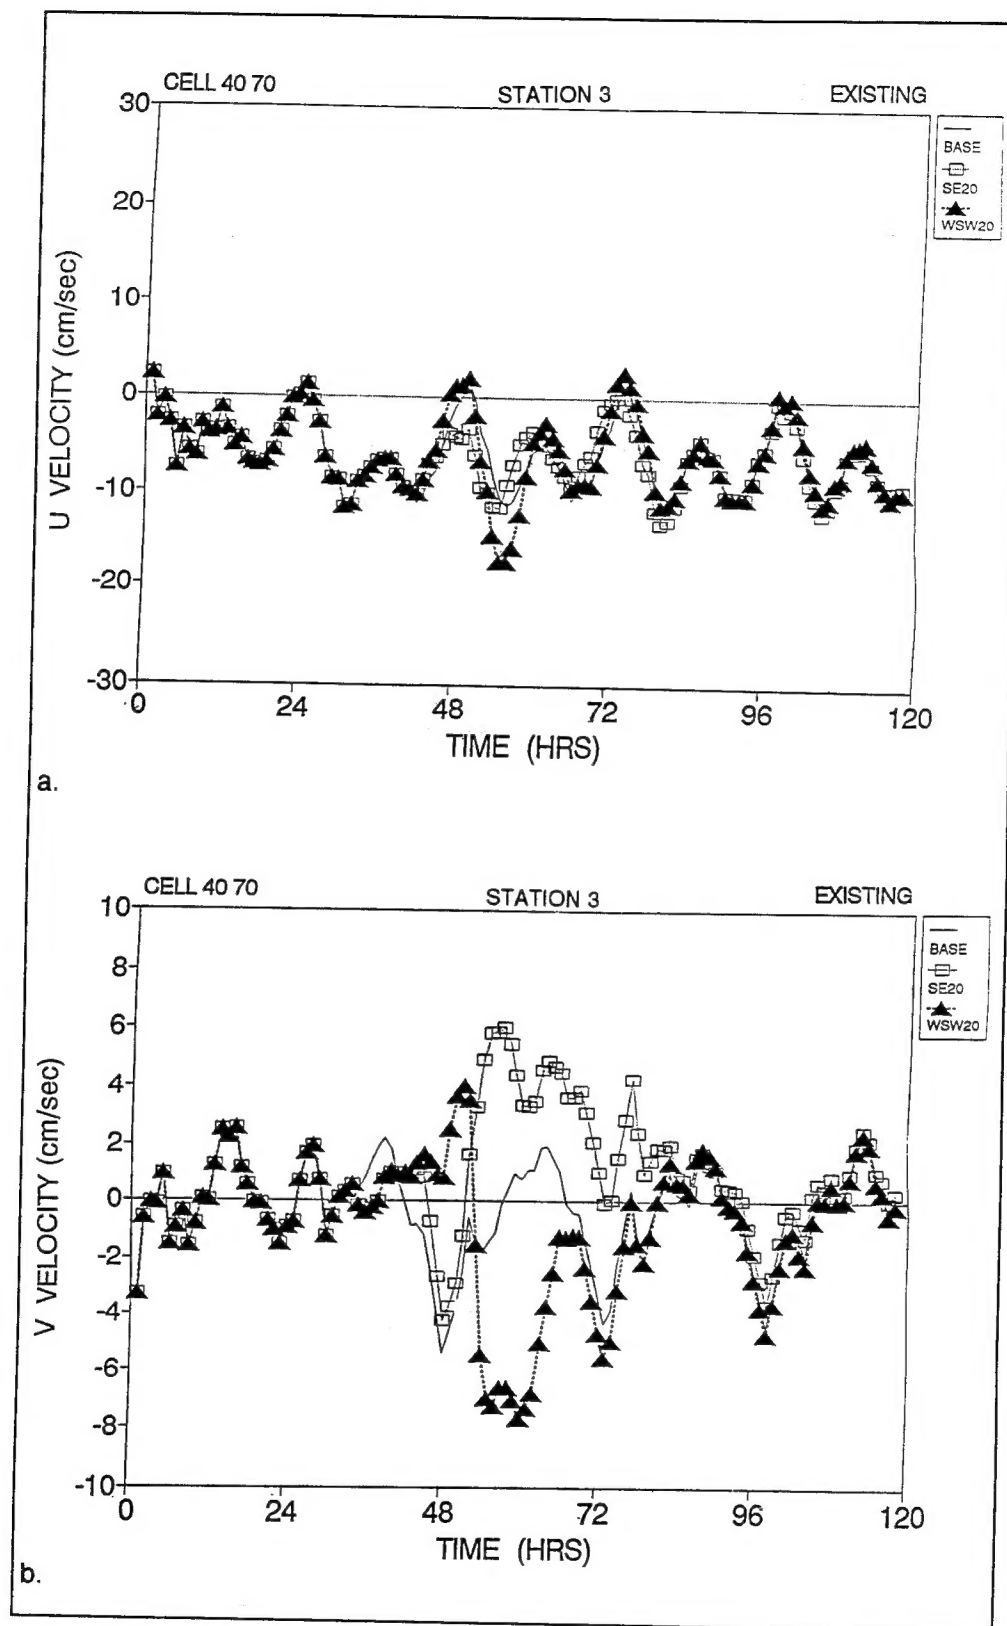 CELL 40 70 STATION 3 EXISTING
30
20
10
0
-10
-20
-30
U VELOCITY (cm/sec)
BASE
SE20
WSW20
0 24 48 72 96 120
TIME (HRS)
a.
CELL 40 70 STATION 3 EXISTING
10
8
6
4
2
0
-2
-4
-6
-8
-10
V VELOCITY (cm/sec)
BASE
SE20
WSW20
0 24 48 72 96 120
TIME (HRS)
b.